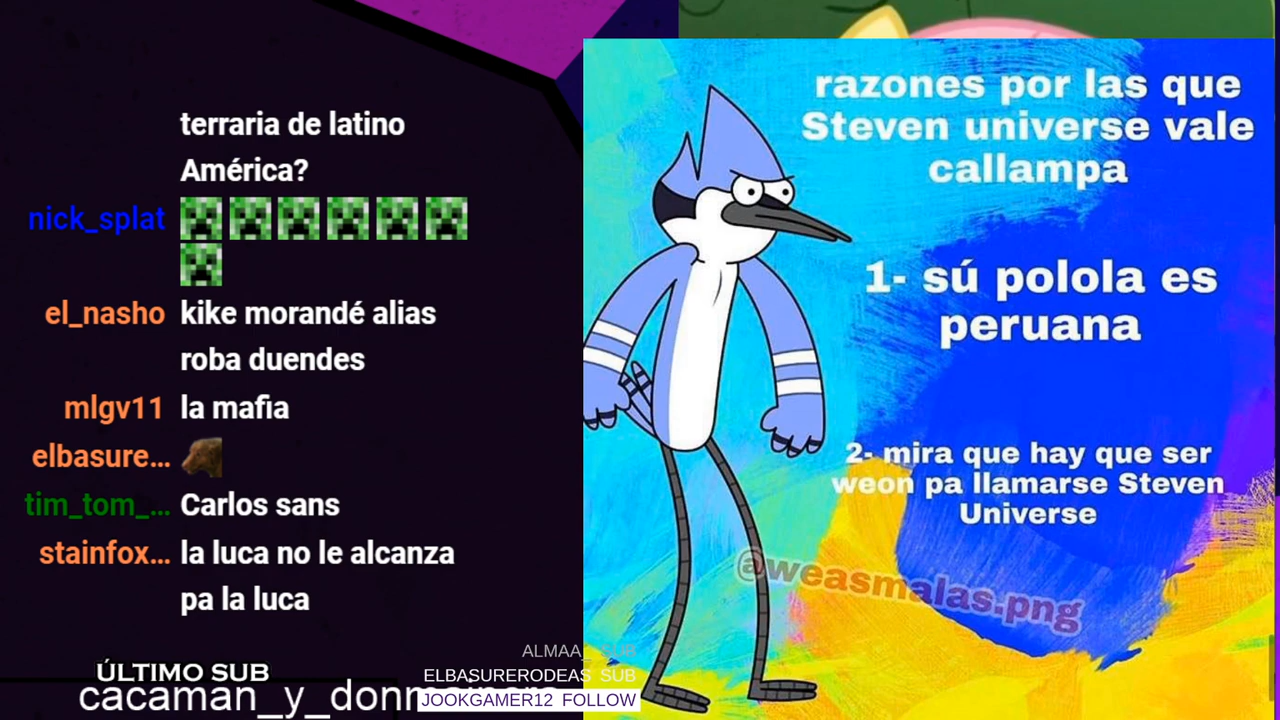 terraria de latino
América?
nick_splat
el_nasho kike morandé alias
roba duendes
mlgv11 la mafia
elbasure...
tim_tom_... Carlos sans
stainfox... la luca no le alcanza
pa la luca
ÚLTIMO SUB
cacaman_y_donn
ALMAA_ SUB
ELBASURERODEAS SUB
JOOKGAMER12 FOLLOW
razones por las que
Steven universe vale
callampa
1- sú polola es
peruana
2- mira que hay que ser
weon pa llamarse Steven
Universe
@weasmalas.png